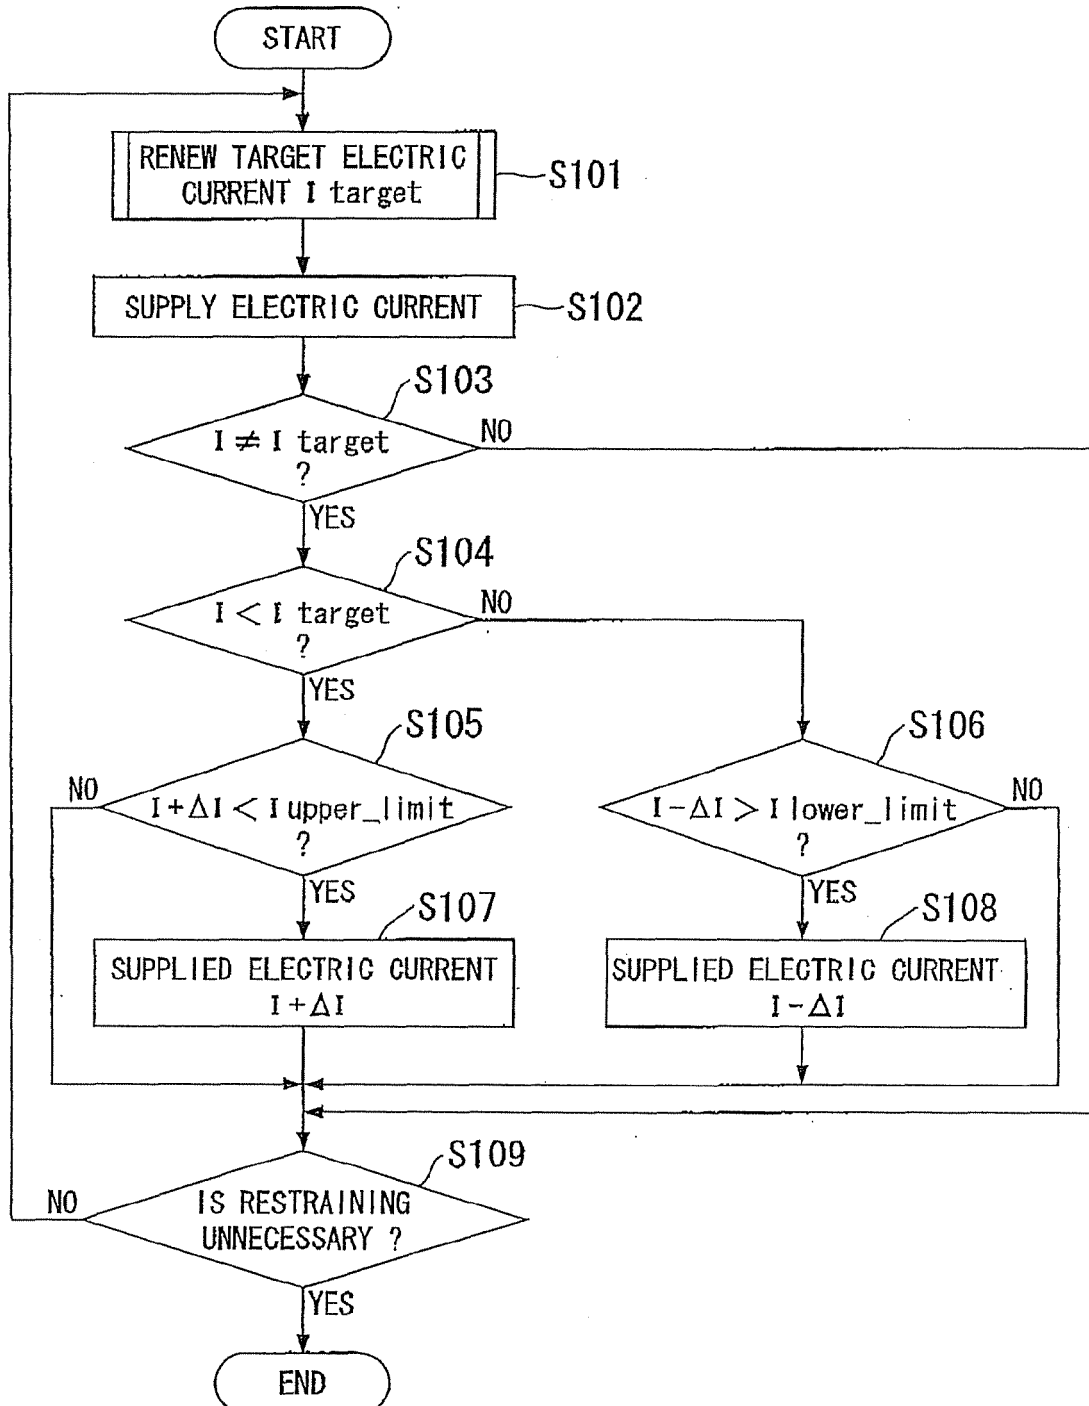 START
RENEW TARGET ELECTRIC
CURRENT I target
S101
SUPPLY ELECTRIC CURRENT
S102
S103
I ≠ I target
?
NO
YES
S104
I < I target
?
NO
YES
S105
I+ΔI < I upper_limit
?
NO
YES
S106
I-ΔI > I lower_limit
?
NO
YES
S107
SUPPLIED ELECTRIC CURRENT
I+ΔI
S108
SUPPLIED ELECTRIC CURRENT
I-ΔI
S109
IS RESTRAINING
UNNECESSARY ?
NO
YES
END